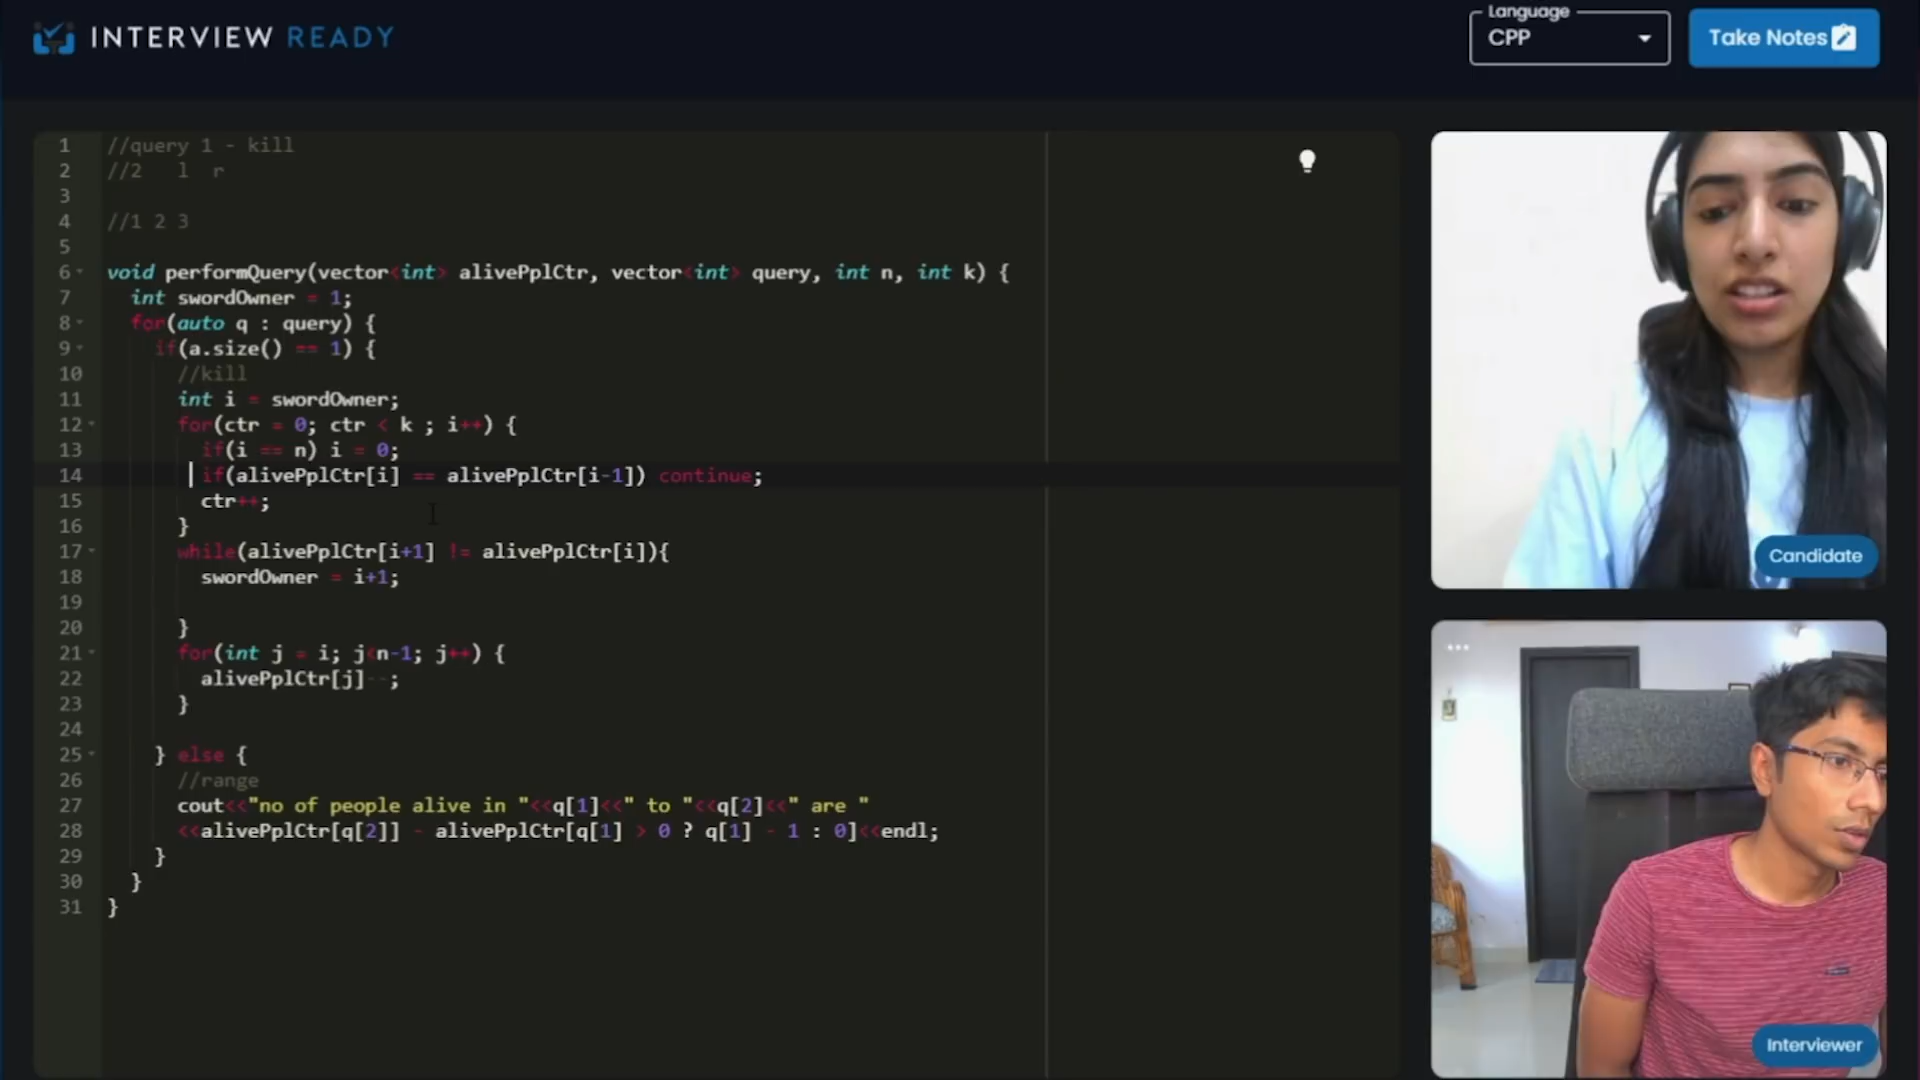 INTERVIEW READY
Language
CPP
Take Notes
1 //query 1 - kill
2 //2   l  r
3
4 //1 2 3
5
6 void performQuery(vector<int> alivePplCtr, vector<int> query, int n, int k) {
7   int swordOwner = 1;
8   for(auto q : query) {
9     if(a.size() == 1) {
10       //kill
11       int i = swordOwner;
12       for(ctr = 0; ctr < k ; i++) {
13         if(i == n) i = 0;
14         if(alivePplCtr[i] == alivePplCtr[i-1]) continue;
15         ctr++;
16       }
17       while(alivePplCtr[i+1] != alivePplCtr[i]){
18         swordOwner = i+1;
19
20       }
21       for(int j = i; j<n-1; j++) {
22         alivePplCtr[j]--;
23       }
24
25     } else {
26       //range
27       cout<<"no of people alive in "<<q[1]<<" to "<<q[2]<<" are "
28       <<alivePplCtr[q[2]] - alivePplCtr[q[1] > 0 ? q[1] - 1 : 0]<<endl;
29     }
30   }
31 }
Candidate
Interviewer